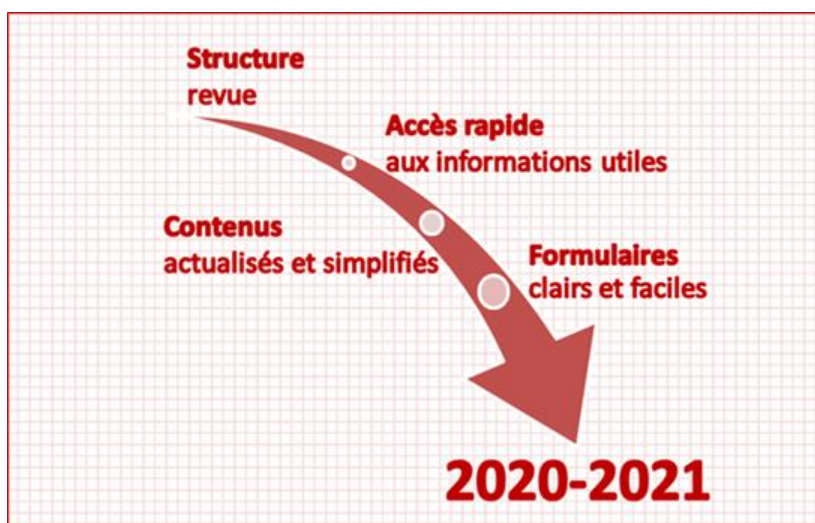 Structure
revue
Accès rapide
aux informations utiles
Contenus
actualisés et simplifiés
Formulaires
clairs et faciles
2020-2021